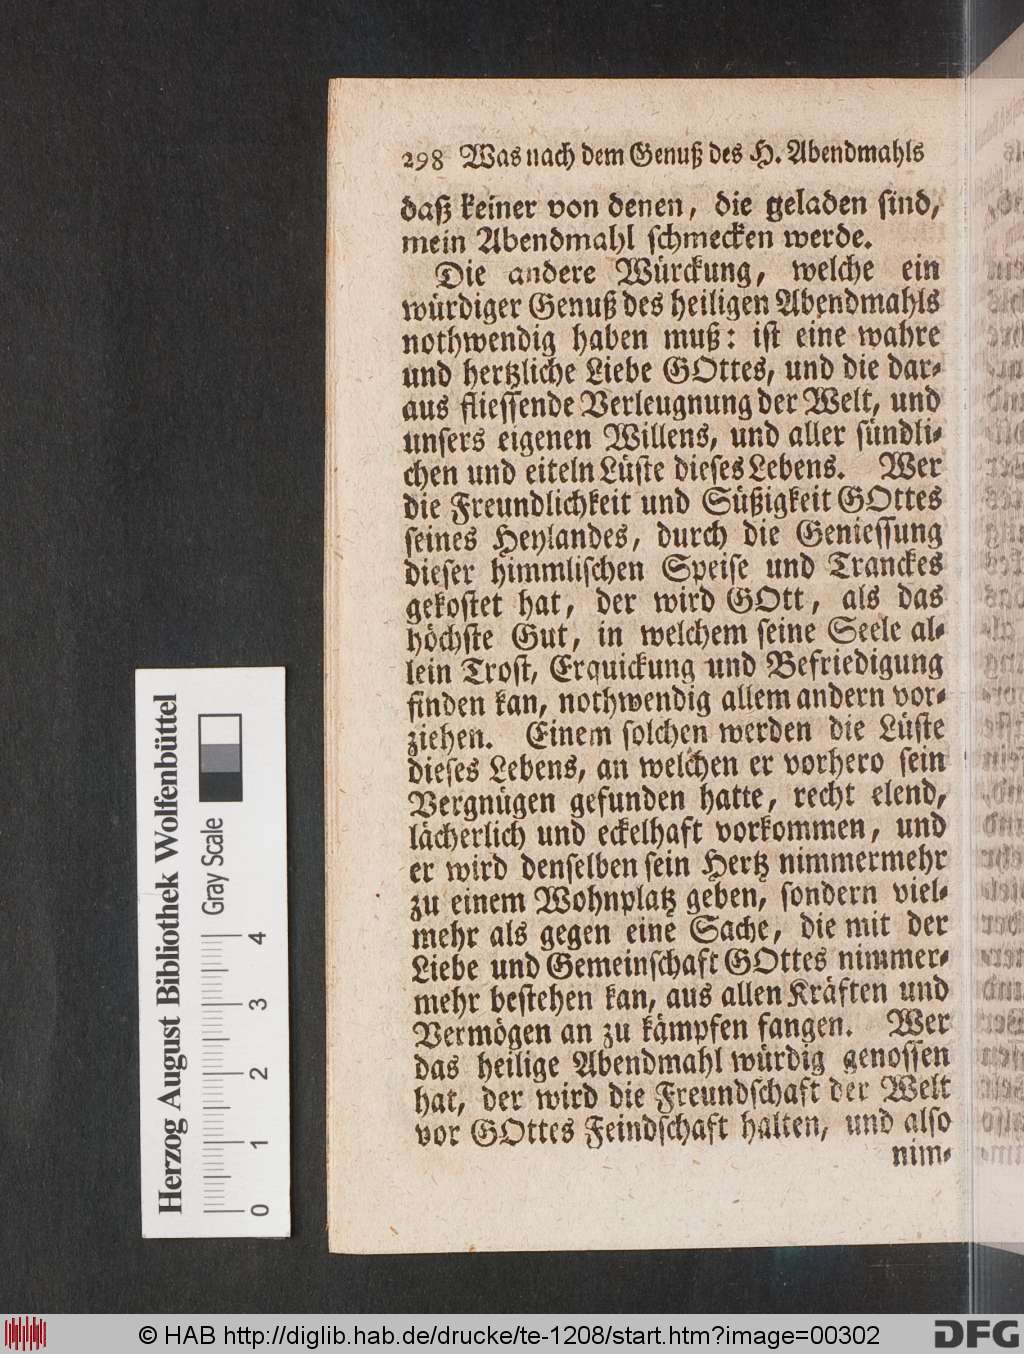 298 Was nach dem Genuß des H. Abendmahls
daß keiner von denen, die geladen sind,
mein Abendmahl schmecken werde.
Die andere Würckung, welche ein
würdiger Genuß des heiligen Abendmahls
nothwendig haben muß: ist eine wahre
und hertzliche Liebe GOttes, und die dar-
aus fliessende Verleugnung der Welt, und
unsers eigenen Willens, und aller sündli-
chen und eiteln Lüste dieses Lebens. Wer
die Freundlichkeit und Süßigkeit GOttes
seines Heylandes, durch die Geniessung
dieser himmlischen Speise und Tranckes
gekostet hat, der wird GOtt, als das
höchste Gut, in welchem seine Seele al-
lein Trost, Erquickung und Befriedigung
finden kan, nothwendig allem andern vor-
ziehen. Einem solchen werden die Lüste
dieses Lebens, an welchen er vorhero sein
Vergnügen gefunden hatte, recht elend,
lächerlich und eckelhaft vorkommen, und
er wird denselben sein Hertz nimmermehr
zu einem Wohnplatz geben, sondern viel-
mehr als gegen eine Sache, die mit der
Liebe und Gemeinschaft GOttes nimmer-
mehr bestehen kan, aus allen Kräften und
Vermögen an zu kämpfen fangen. Wer
das heilige Abendmahl würdig genossen
hat, der wird die Freundschaft der Welt
vor GOttes Feindschaft halten, und also
nim-
Herzog August Bibliothek Wolfenbüttel
Gray Scale
0 1 2 3 4
© HAB http://diglib.hab.de/drucke/te-1208/start.htm?image=00302
DFG